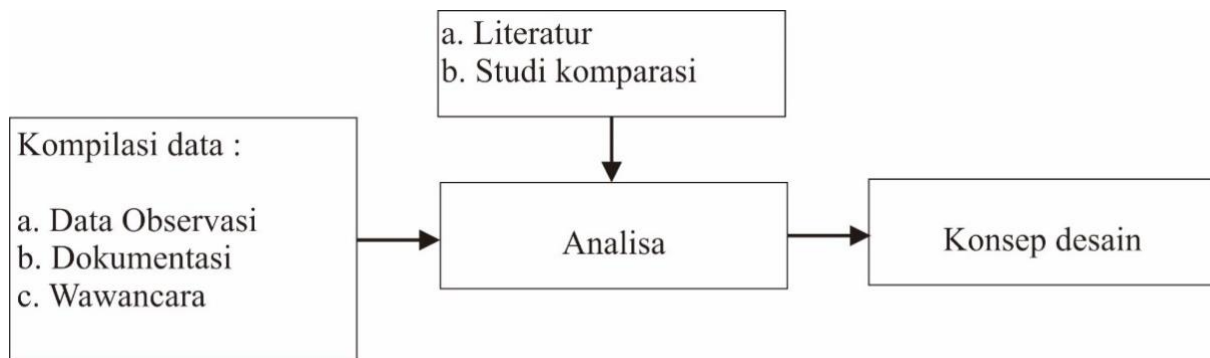 a. Literatur
b. Studi komparasi
Kompilasi data :
a. Data Observasi
b. Dokumentasi
c. Wawancara
Analisa
Konsep desain